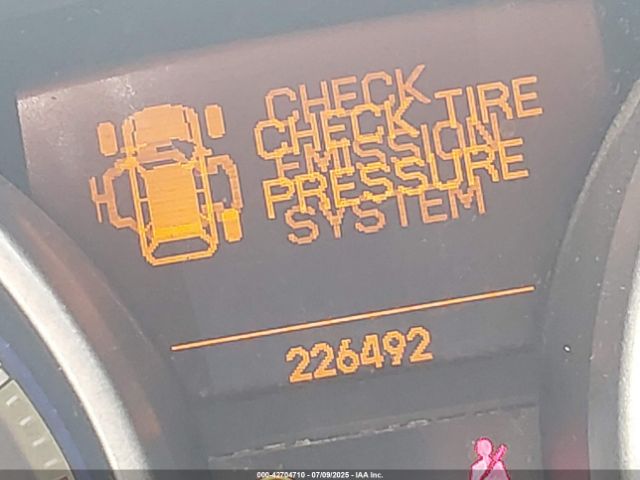 CHECK
CHECK TIRE
EMISSION
PRESSURE
SYSTEM
226492
000-42704710 - 07/09/2025 - IAA Inc.